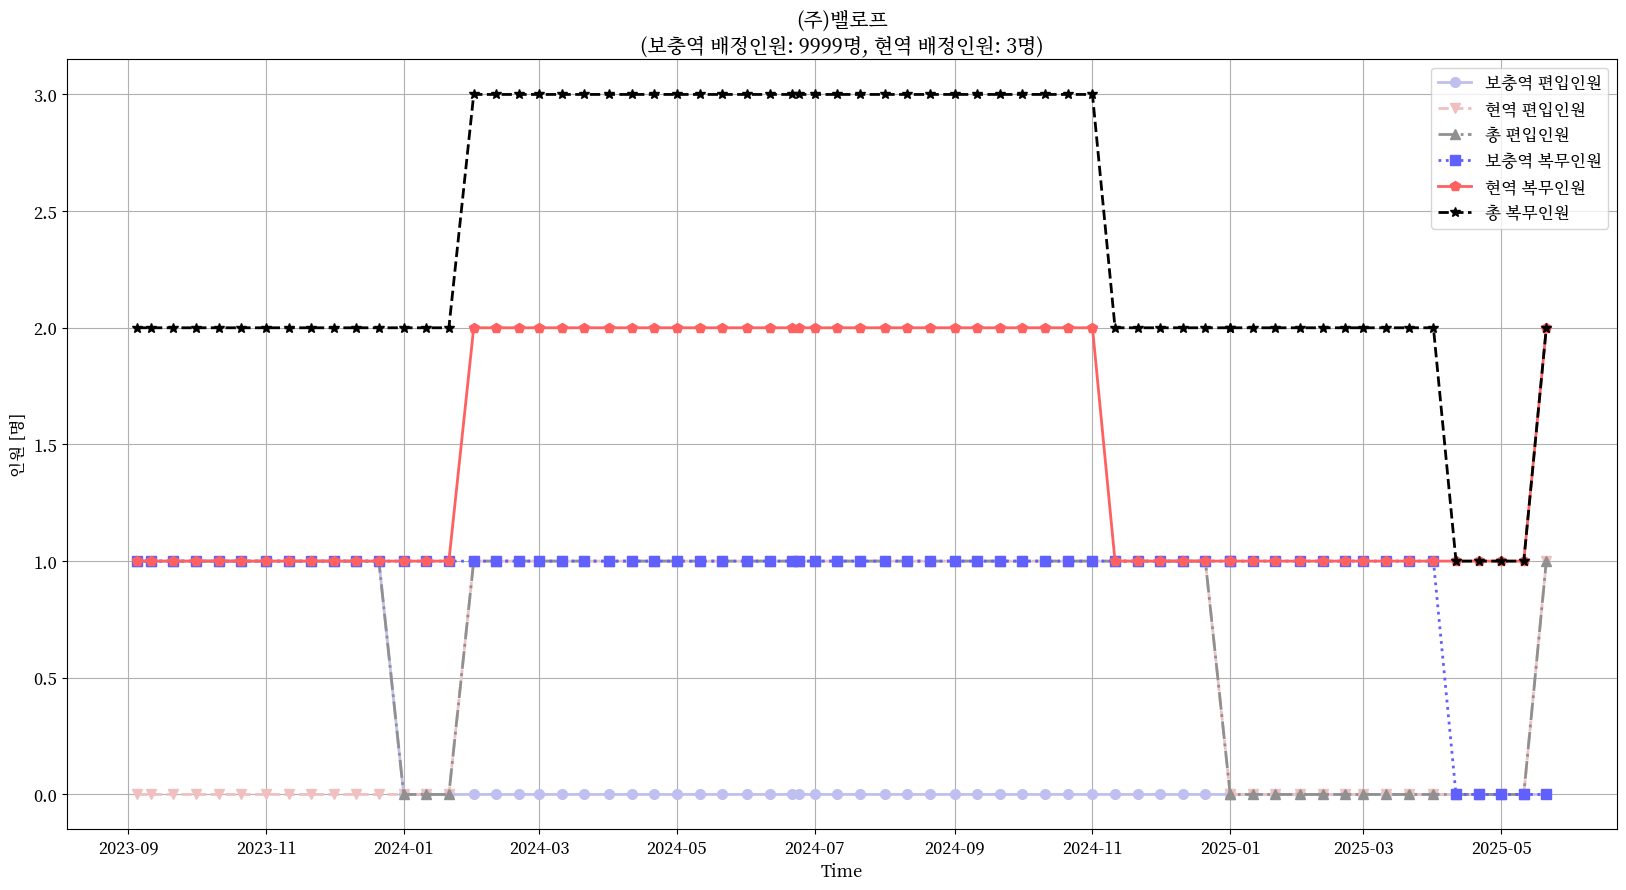 (주)밸로프
(보충역 배정인원: 9999명, 현역 배정인원: 3명)
보충역 편입인원
현역 편입인원
총 편입인원
보충역 복무인원
현역 복무인원
총 복무인원
인원 [명]
3.0
2.5
2.0
1.5
1.0
0.5
0.0
2023-09
2023-11
2024-01
2024-03
2024-05
2024-07
2024-09
2024-11
2025-01
2025-03
2025-05
Time